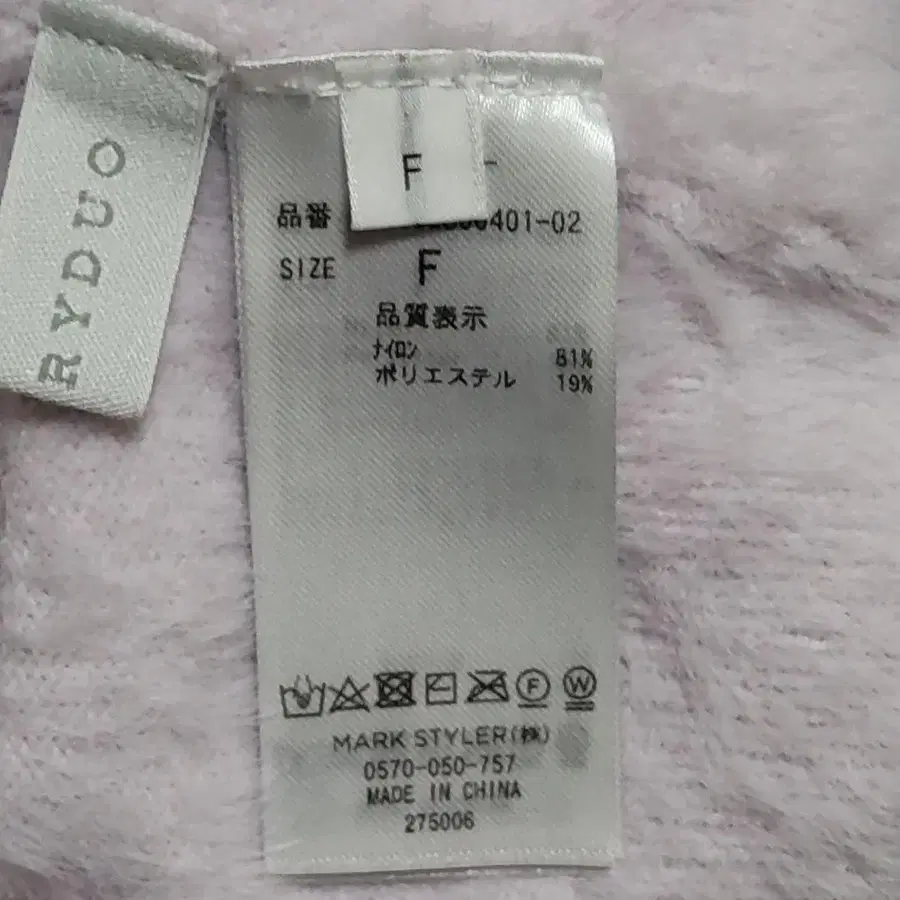 RYDUO
F
品番 401-02
SIZE F
品質表示
ナイロン 81%
ポリエステル 19%
F W
MARK STYLER(株)
0570-050-757
MADE IN CHINA
275006